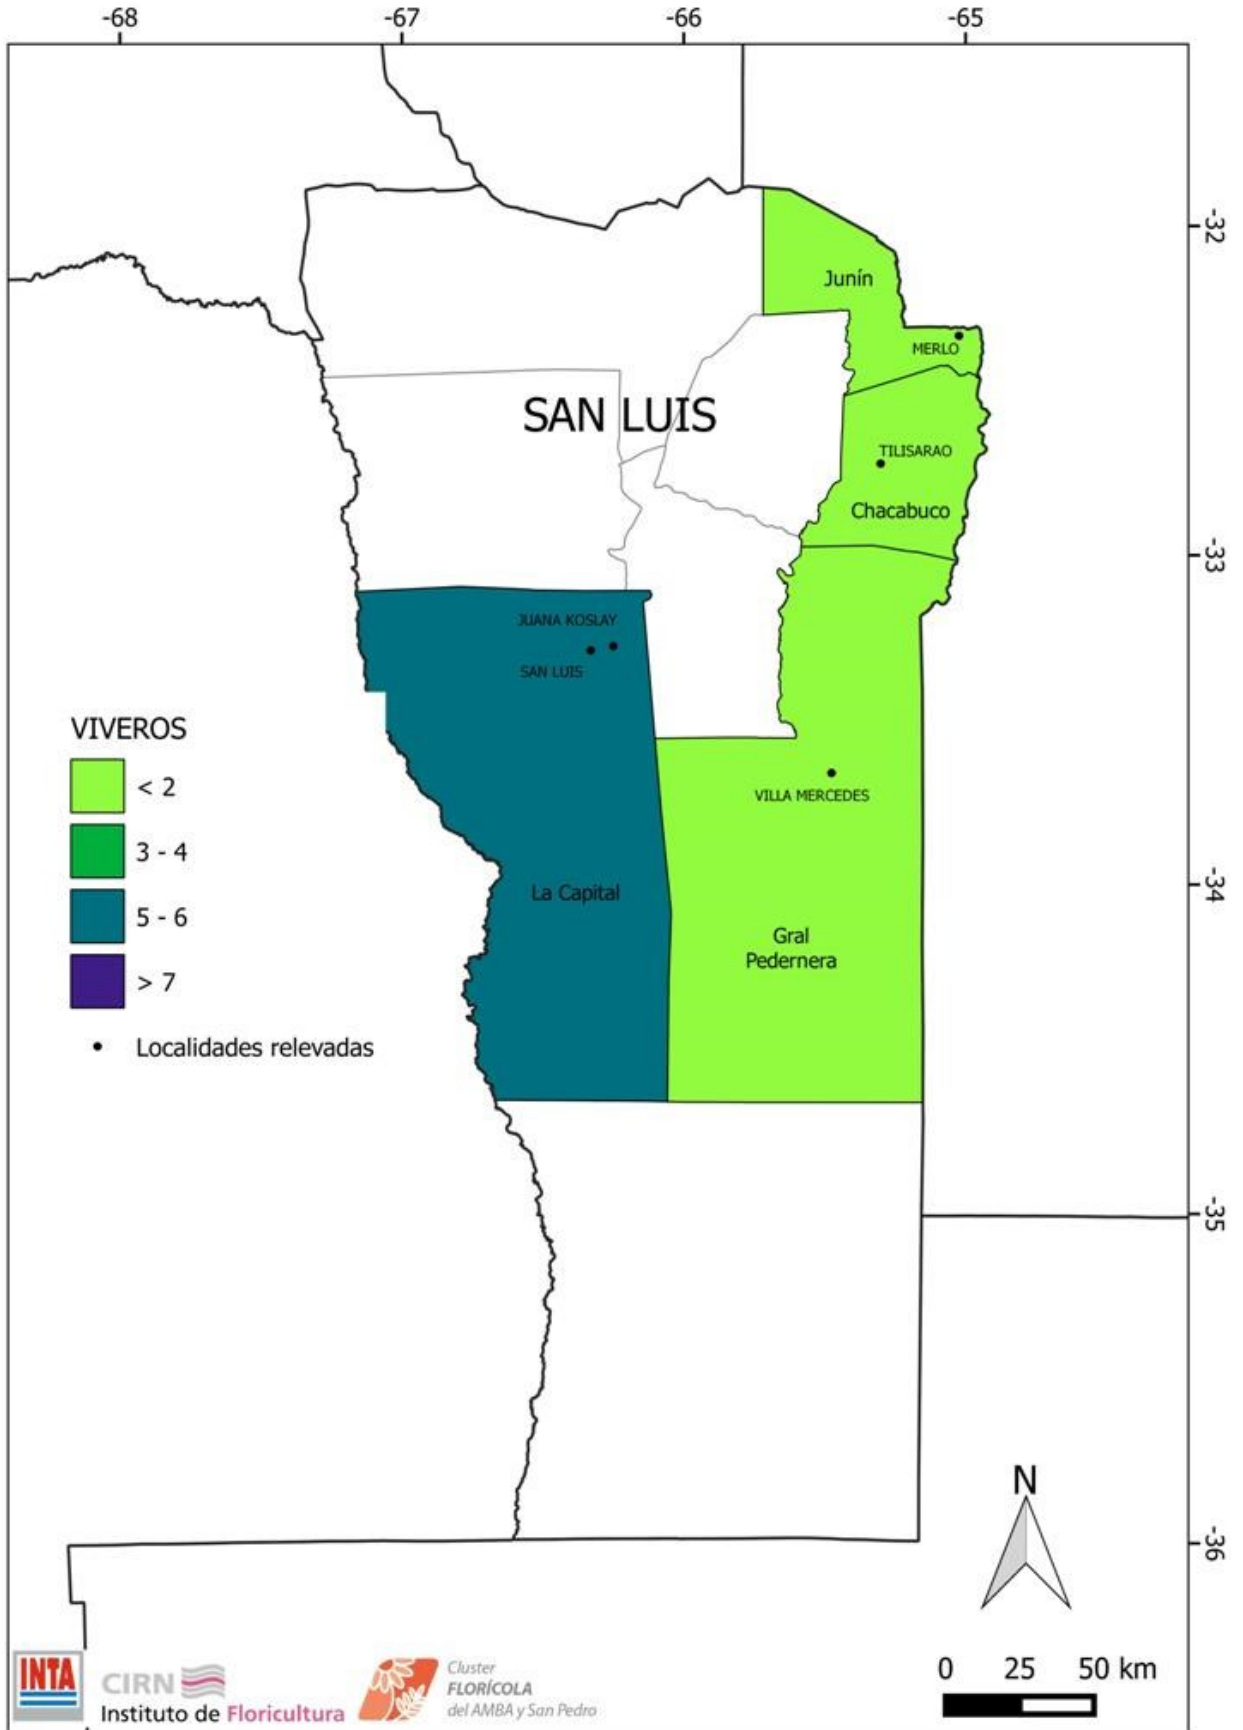 -68
-67
-66
-65
-32
Junín
MERLO
SAN LUIS
TILISARAO
Chacabuco
-33
JUANA KOSLAY
SAN LUIS
VIVEROS
< 2
3 - 4
5 - 6
> 7
Localidades relevadas
VILLA MERCEDES
La Capital
-34
Gral
Pedernera
-35
N
-36
INTA
CIRN
Instituto de Floricultura
Cluster
FLORÍCOLA
del AMBA y San Pedro
0 25 50 km